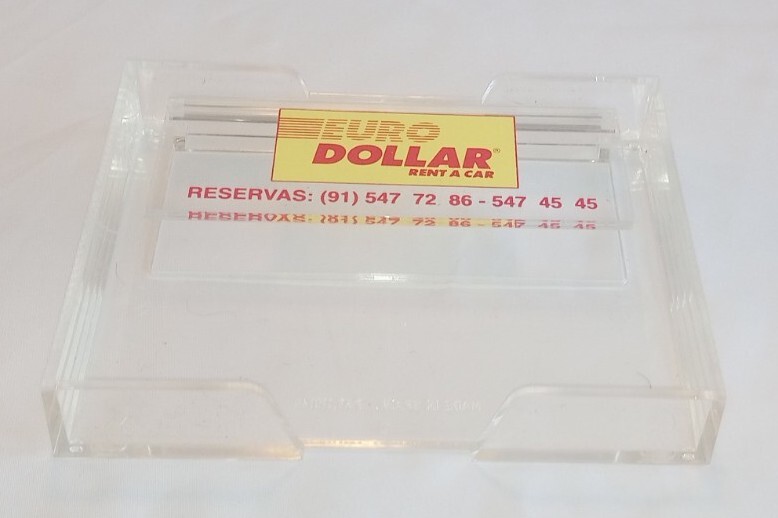 EURO
DOLLAR®
RENT A CAR
RESERVAS: (91) 547 72 86 - 547 45 45